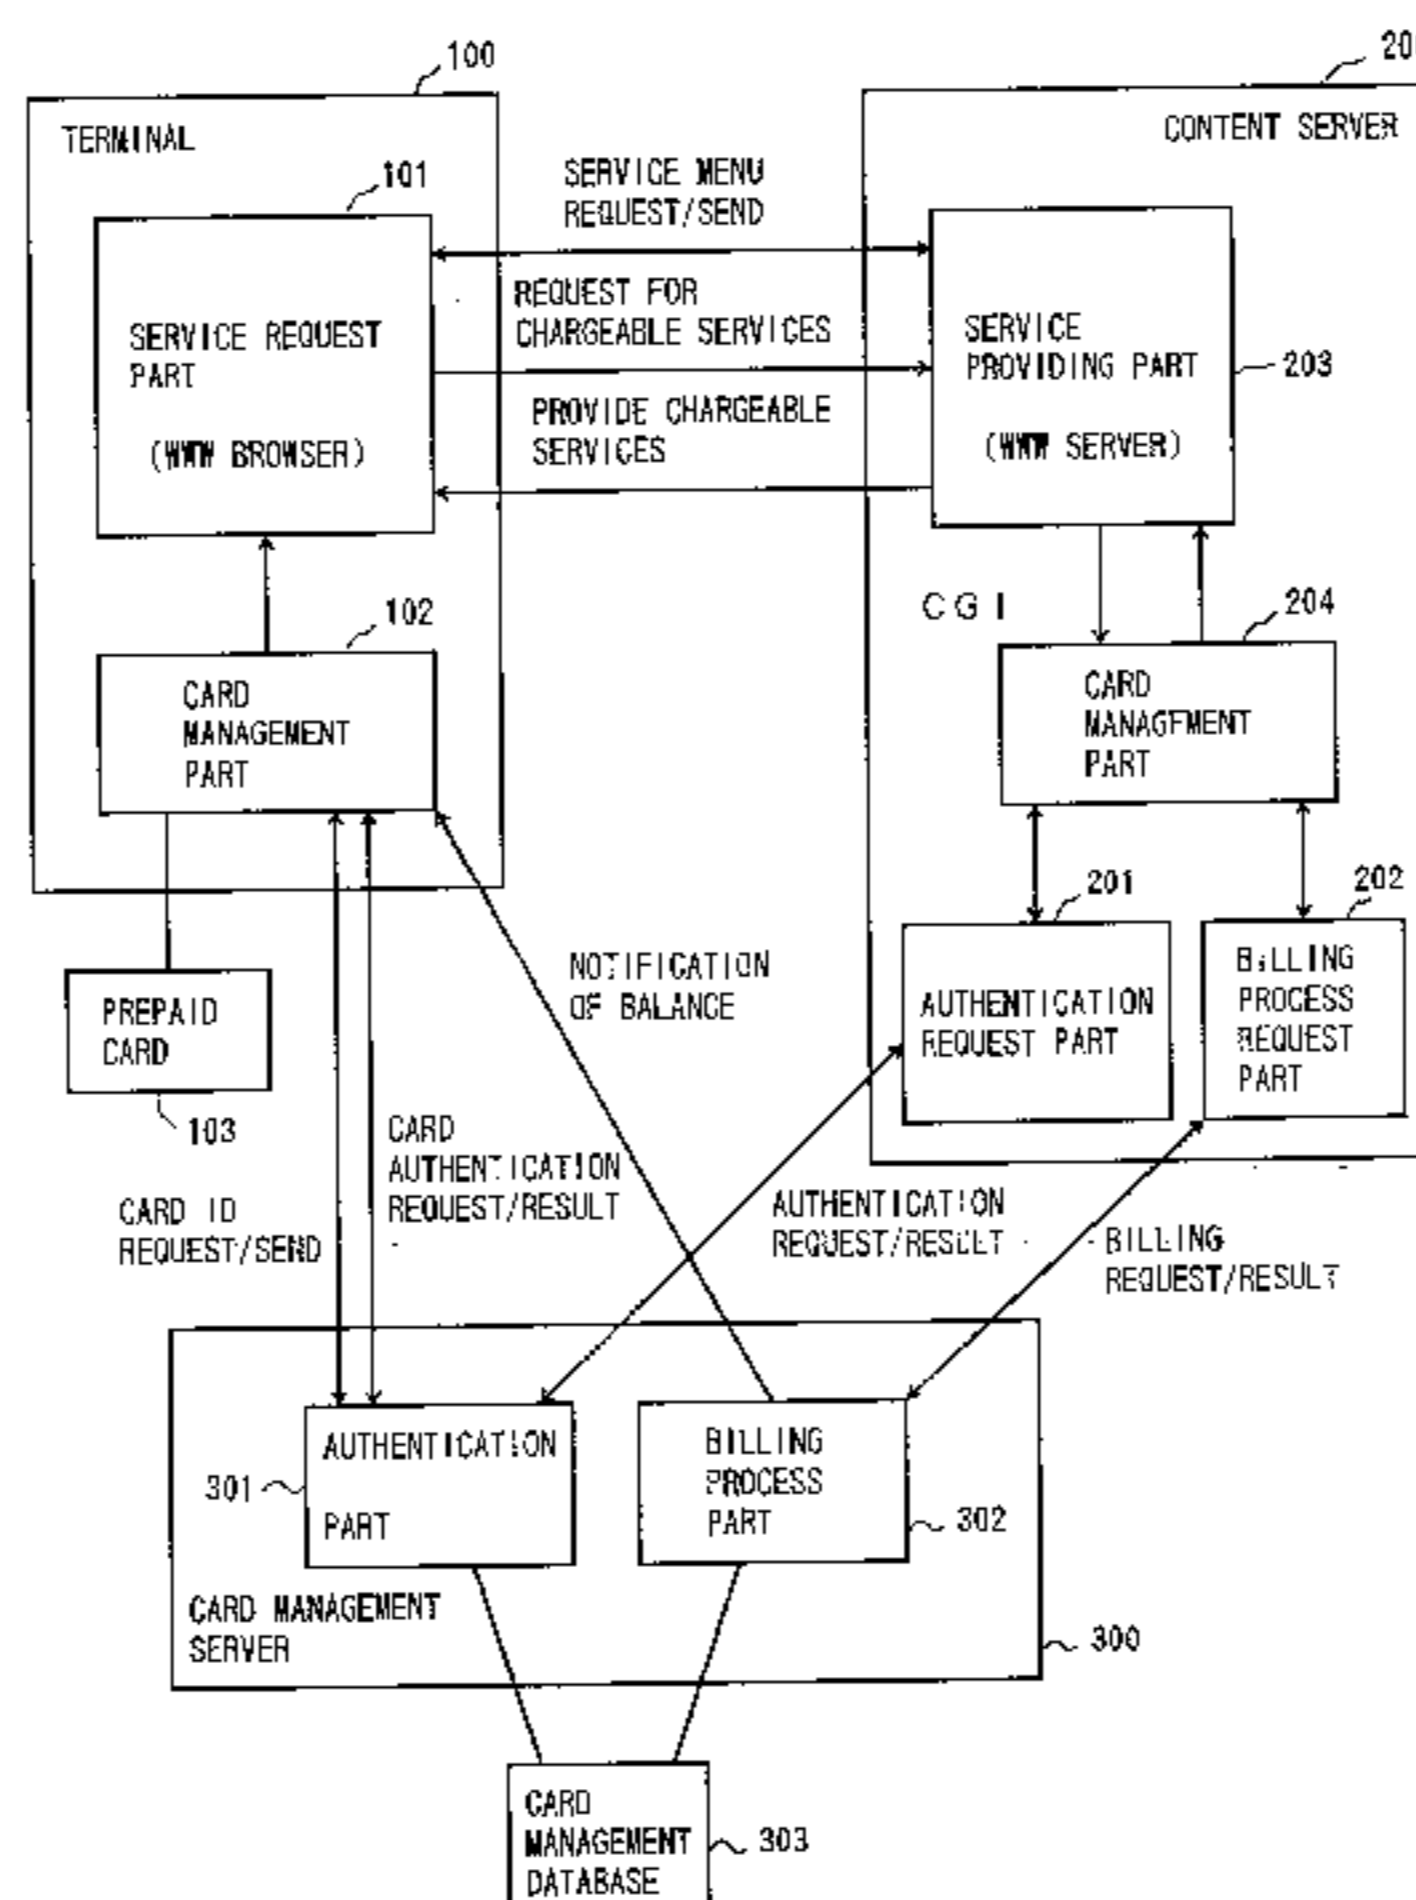 100
TERMINAL
101
SERVICE REQUEST
PART
(WWW BROWSER)
SERVICE MENU
REQUEST/SEND
REQUEST FOR
CHARGEABLE SERVICES
PROVIDE CHARGEABLE
SERVICES
CONTENT SERVER
SERVICE
PROVIDING PART
(WWW SERVER)
203
102
CARD
MANAGEMENT
PART
CGI
204
CARD
MANAGEMENT
PART
201
AUTHENTICATION
REQUEST PART
202
BILLING
PROCESS
REQUEST
PART
PREPAID
CARD
103
NOTIFICATION
OF BALANCE
CARD ID
REQUEST/SEND
CARD
AUTHENTICATION
REQUEST/RESULT
AUTHENTICATION
REQUEST/RESULT
BILLING
REQUEST/RESULT
AUTHENTICATION
PART
301
BILLING
PROCESS
PART
302
CARD MANAGEMENT
SERVER
300
CARD
MANAGEMENT
DATABASE
303